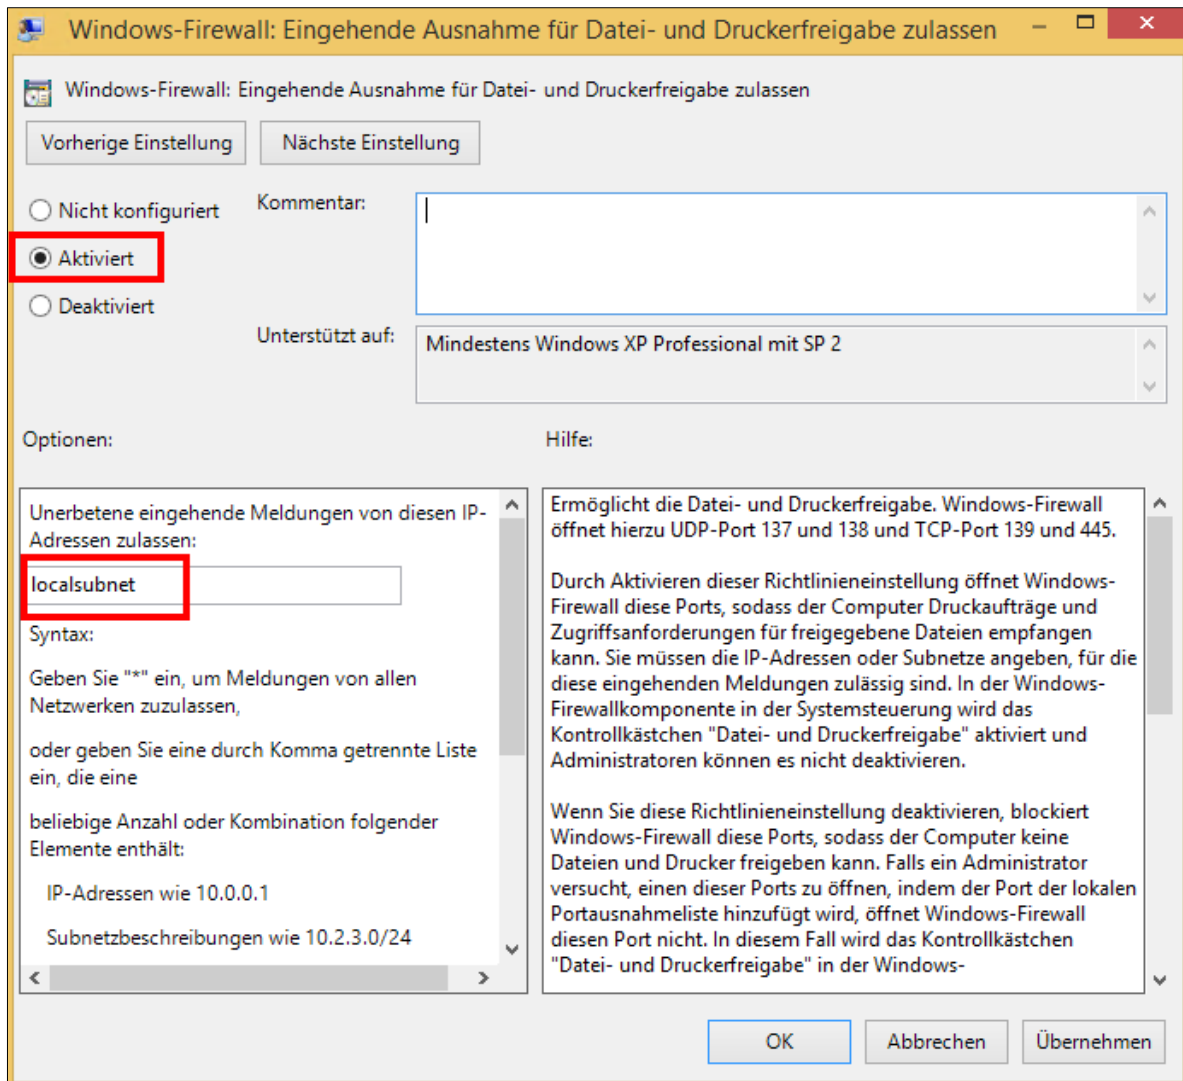 Windows-Firewall: Eingehende Ausnahme für Datei- und Druckerfreigabe zulassen
Windows-Firewall: Eingehende Ausnahme für Datei- und Druckerfreigabe zulassen
Vorherige Einstellung
Nächste Einstellung
Nicht konfiguriert
Aktiviert
Deaktiviert
Kommentar:
Unterstützt auf:
Mindestens Windows XP Professional mit SP 2
Optionen:
Hilfe:
Unerbetene eingehende Meldungen von diesen IP-
Adressen zulassen:
localsubnet
Syntax:
Geben Sie "*" ein, um Meldungen von allen
Netzwerken zuzulassen,
oder geben Sie eine durch Komma getrennte Liste
ein, die eine
beliebige Anzahl oder Kombination folgender
Elemente enthält:
IP-Adressen wie 10.0.0.1
Subnetzbeschreibungen wie 10.2.3.0/24
Ermöglicht die Datei- und Druckerfreigabe. Windows-Firewall
öffnet hierzu UDP-Port 137 und 138 und TCP-Port 139 und 445.
Durch Aktivieren dieser Richtlinieneinstellung öffnet Windows-
Firewall diese Ports, sodass der Computer Druckaufträge und
Zugriffsanforderungen für freigegebene Dateien empfangen
kann. Sie müssen die IP-Adressen oder Subnetze angeben, für die
diese eingehenden Meldungen zulässig sind. In der Windows-
Firewallkomponente in der Systemsteuerung wird das
Kontrollkästchen "Datei- und Druckerfreigabe" aktiviert und
Administratoren können es nicht deaktivieren.
Wenn Sie diese Richtlinieneinstellung deaktivieren, blockiert
Windows-Firewall diese Ports, sodass der Computer keine
Dateien und Drucker freigeben kann. Falls ein Administrator
versucht, einen dieser Ports zu öffnen, indem der Port der lokalen
Portausnahmeliste hinzufügt wird, öffnet Windows-Firewall
diesen Port nicht. In diesem Fall wird das Kontrollkästchen
"Datei- und Druckerfreigabe" in der Windows-
OK
Abbrechen
Übernehmen